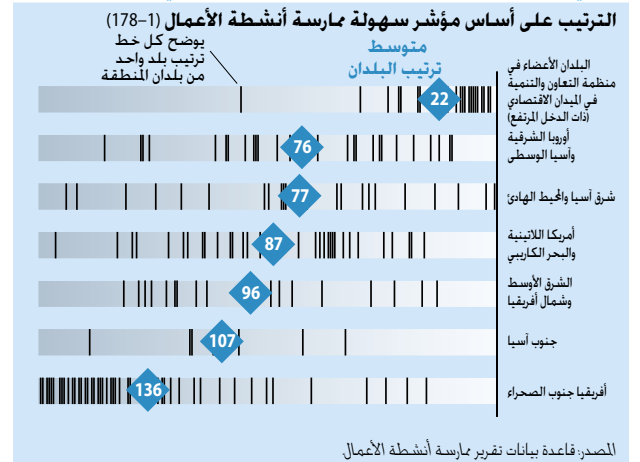 الترتيب على أساس مؤشر سهولة ممارسة أنشطة الأعمال (1–178)
يوضح كل خط
ترتيب بلد واحد
من بلدان المنطقة
متوسط
ترتيب البلدان
البلدان الأعضاء في
منظمة التعاون والتنمية
في الميدان الاقتصادي
(ذات الدخل المرتفع)
22
أوروبا الشرقية
وآسيا الوسطى
76
شرق آسيا والمحيط الهادئ
77
أمريكا اللاتينية
والبحر الكاريبي
87
الشرق الأوسط
وشمال أفريقيا
96
جنوب آسيا
107
أفريقيا جنوب الصحراء
136
المصدر: قاعدة بيانات تقرير ممارسة أنشطة الأعمال.